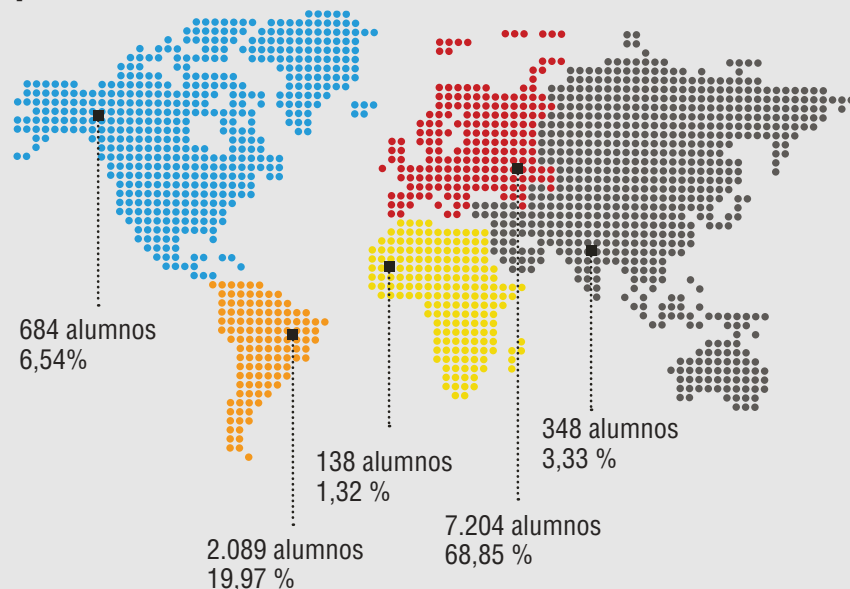 684 alumnos
6,54%
138 alumnos
1,32 %
348 alumnos
3,33 %
2.089 alumnos
19,97 %
7.204 alumnos
68,85 %